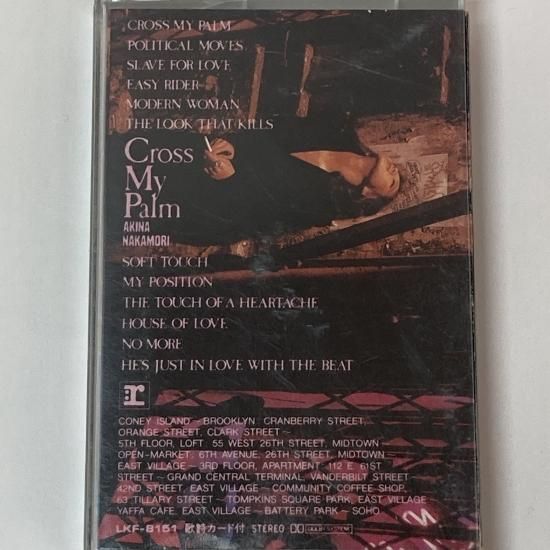 CROSS MY PALM
POLITICAL MOVES
SLAVE FOR LOVE
EASY RIDER
MODERN WOMAN
THE LOOK THAT KILLS
Cross
My
Palm
AKINA
NAKAMORI
SOFT TOUCH
MY POSITION
THE TOUCH OF A HEARTACHE
HOUSE OF LOVE
NO MORE
HE'S JUST IN LOVE WITH THE BEAT
r
CONEY ISLAND~BROOKLYN CRANBERRY STREET,
ORANGE STREET, CLARK STREET~
5TH FLOOR, LOFT. 55 WEST 26TH STREET, MIDTOWN~
OPEN-MARKET. 6TH AVENUE, 26TH STREET, MIDTOWN~
EAST VILLAGE~3RD FLOOR, APARTMENT 112 E. 61ST
STREET~GRAND CENTRAL TERMINAL, VANDERBILT STREET
42ND STREET, EAST VILLAGE~COMMUNITY COFFEE SHOP,
63 TILLARY STREET~TOMPKINS SQUARE PARK, EAST VILLAGE
YAFFA CAFE, EAST VILLAGE~BATTERY PARK~SOHO
LKF-8151 歌詩カード付 STEREO DOLBY SYSTEM